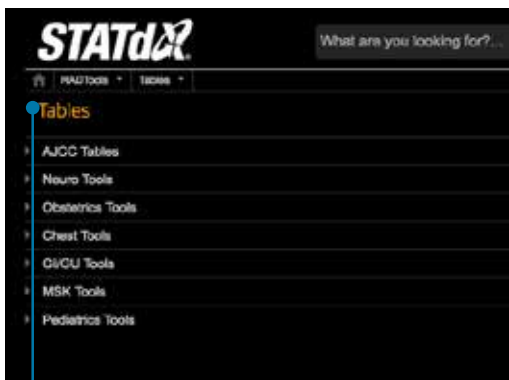 STATdx
What are you looking for?...
RADTools Tables
Tables
AJCC Tables
Neuro Tools
Obstetrics Tools
Chest Tools
GI/GU Tools
MSK Tools
Pediatrics Tools